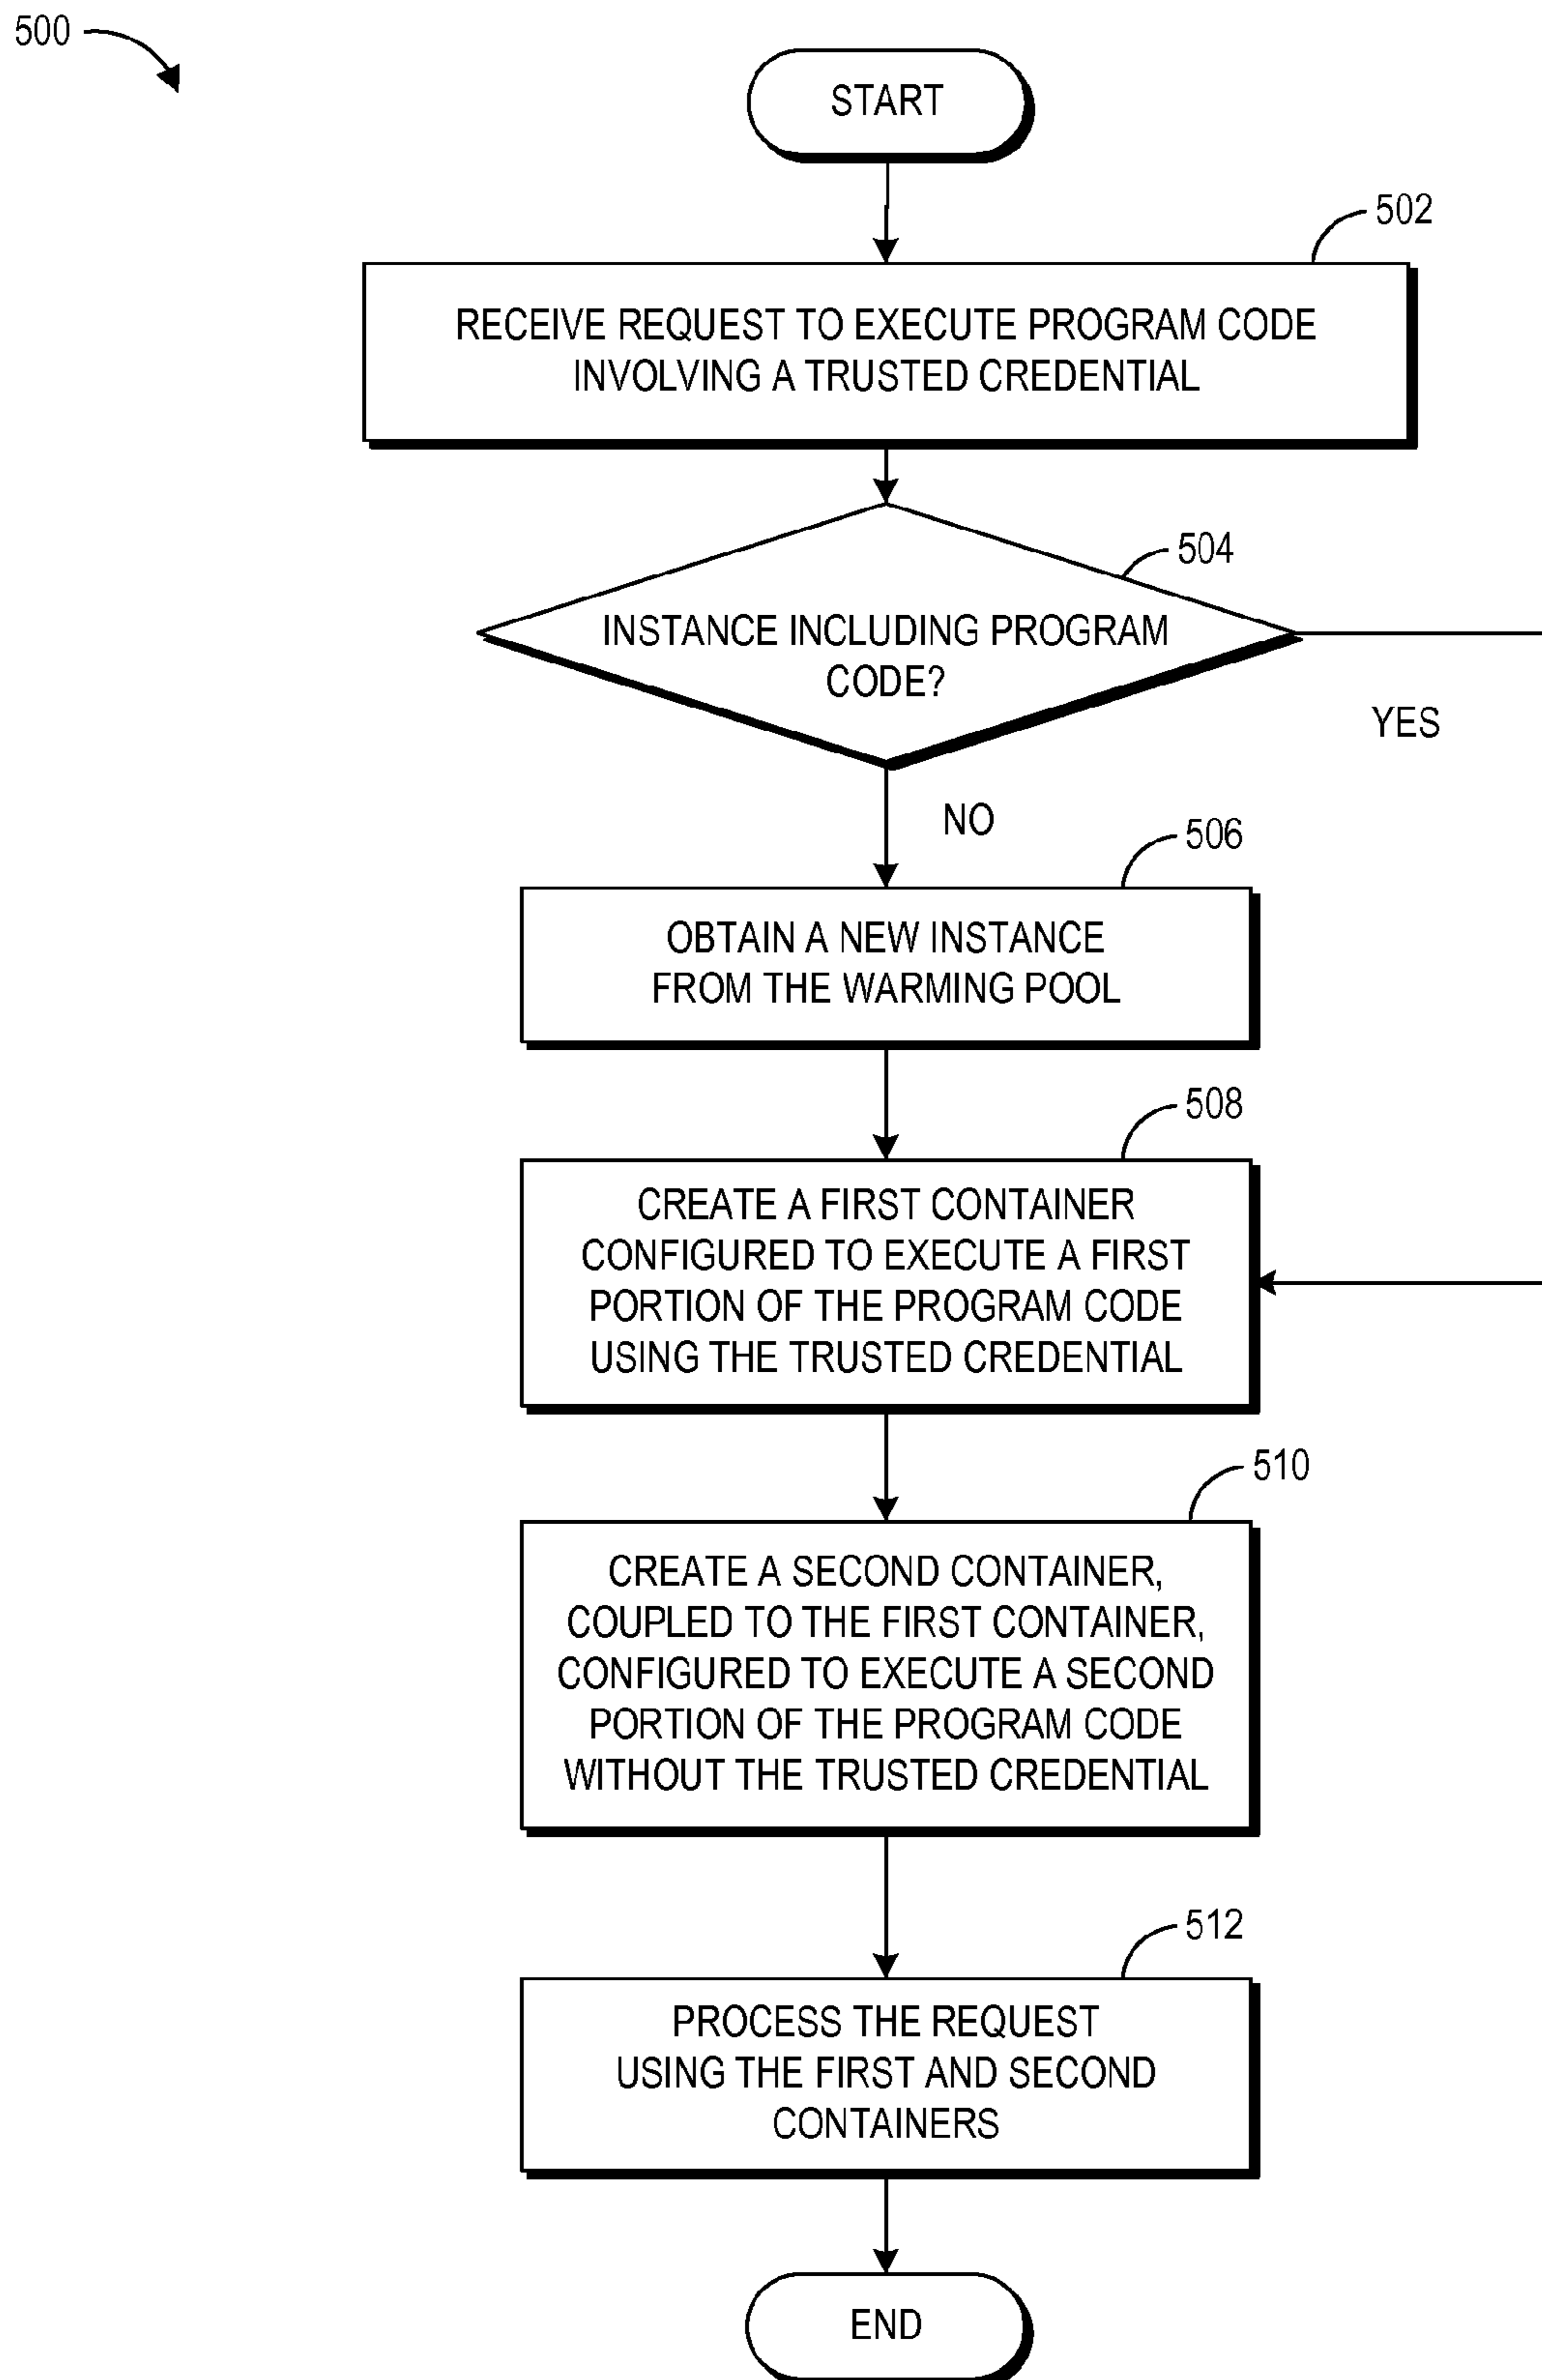 500
START
502
RECEIVE REQUEST TO EXECUTE PROGRAM CODE
INVOLVING A TRUSTED CREDENTIAL
504
INSTANCE INCLUDING PROGRAM
CODE?
YES
NO
506
OBTAIN A NEW INSTANCE
FROM THE WARMING POOL
508
CREATE A FIRST CONTAINER
CONFIGURED TO EXECUTE A FIRST
PORTION OF THE PROGRAM CODE
USING THE TRUSTED CREDENTIAL
510
CREATE A SECOND CONTAINER,
COUPLED TO THE FIRST CONTAINER,
CONFIGURED TO EXECUTE A SECOND
PORTION OF THE PROGRAM CODE
WITHOUT THE TRUSTED CREDENTIAL
512
PROCESS THE REQUEST
USING THE FIRST AND SECOND
CONTAINERS
END